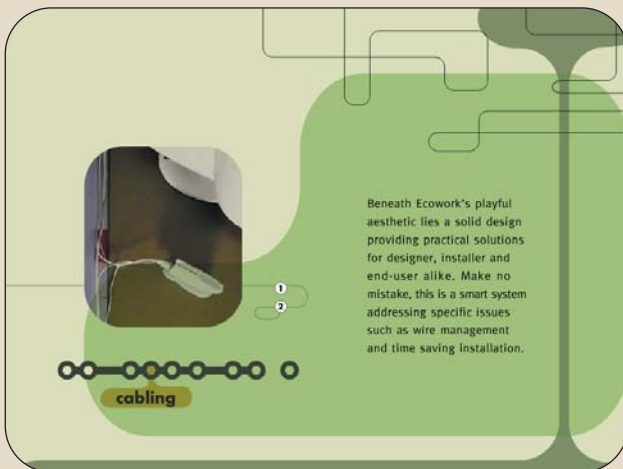 Beneath Ecowork's playful
aesthetic lies a solid design
providing practical solutions
for designer, installer and
end-user alike. Make no
mistake, this is a smart system
addressing specific issues
such as wire management
and time saving installation.
1
2
cabling